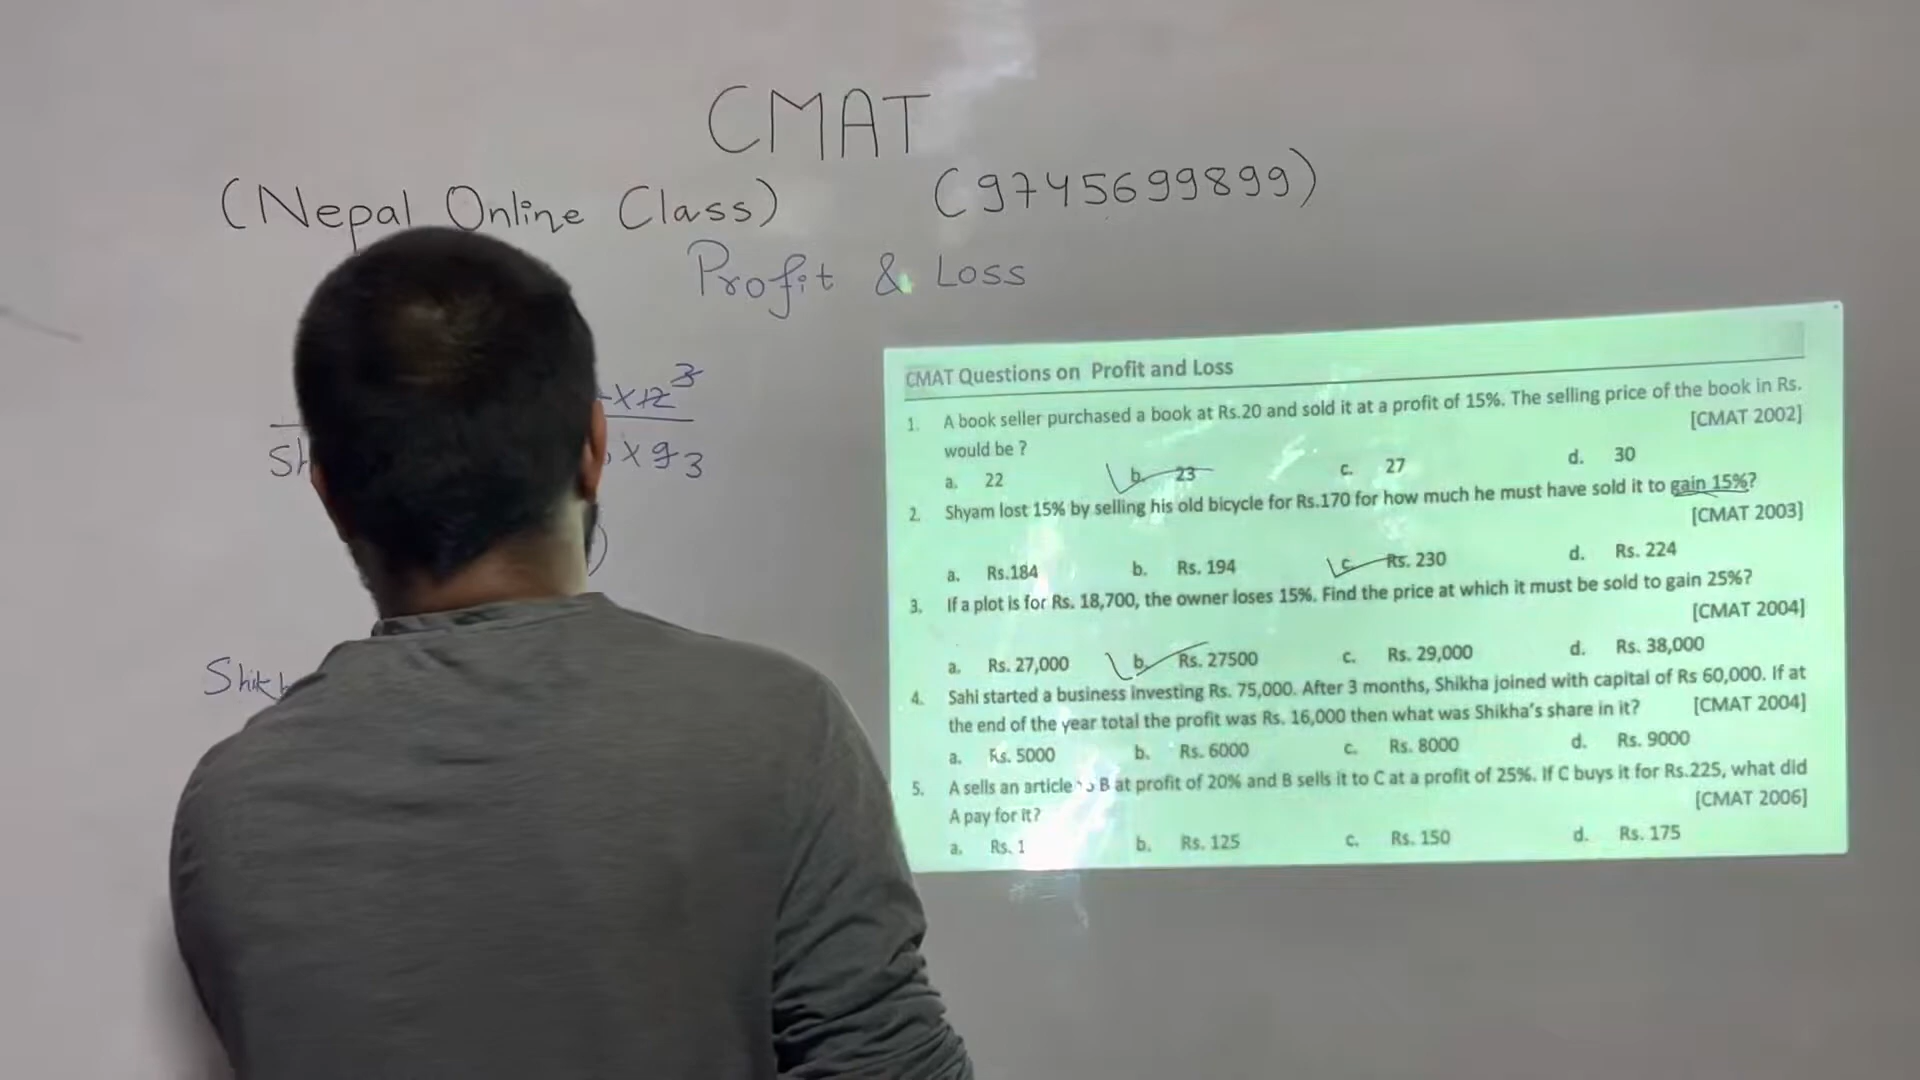 CMAT
(Nepal Online Class) (9745699899)
Profit & Loss
x12 3
x 9 3
CMAT Questions on Profit and Loss
1. A book seller purchased a book at Rs.20 and sold it at a profit of 15%. The selling price of the book in Rs.
would be ? [CMAT 2002]
a. 22 b. 23 c. 27 d. 30
2. Shyam lost 15% by selling his old bicycle for Rs.170 for how much he must have sold it to gain 15%?
[CMAT 2003]
a. Rs.184 b. Rs. 194 c. Rs. 230 d. Rs. 224
3. If a plot is for Rs. 18,700, the owner loses 15%. Find the price at which it must be sold to gain 25%?
[CMAT 2004]
a. Rs. 27,000 b. Rs. 27500 c. Rs. 29,000 d. Rs. 38,000
4. Sahi started a business investing Rs. 75,000. After 3 months, Shikha joined with capital of Rs 60,000. If at
the end of the year total the profit was Rs. 16,000 then what was Shikha's share in it? [CMAT 2004]
a. Rs. 5000 b. Rs. 6000 c. Rs. 8000 d. Rs. 9000
5. A sells an article B at profit of 20% and B sells it to C at a profit of 25%. If C buys it for Rs.225, what did
A pay for it? [CMAT 2006]
a. Rs. 1 b. Rs. 125 c. Rs. 150 d. Rs. 175